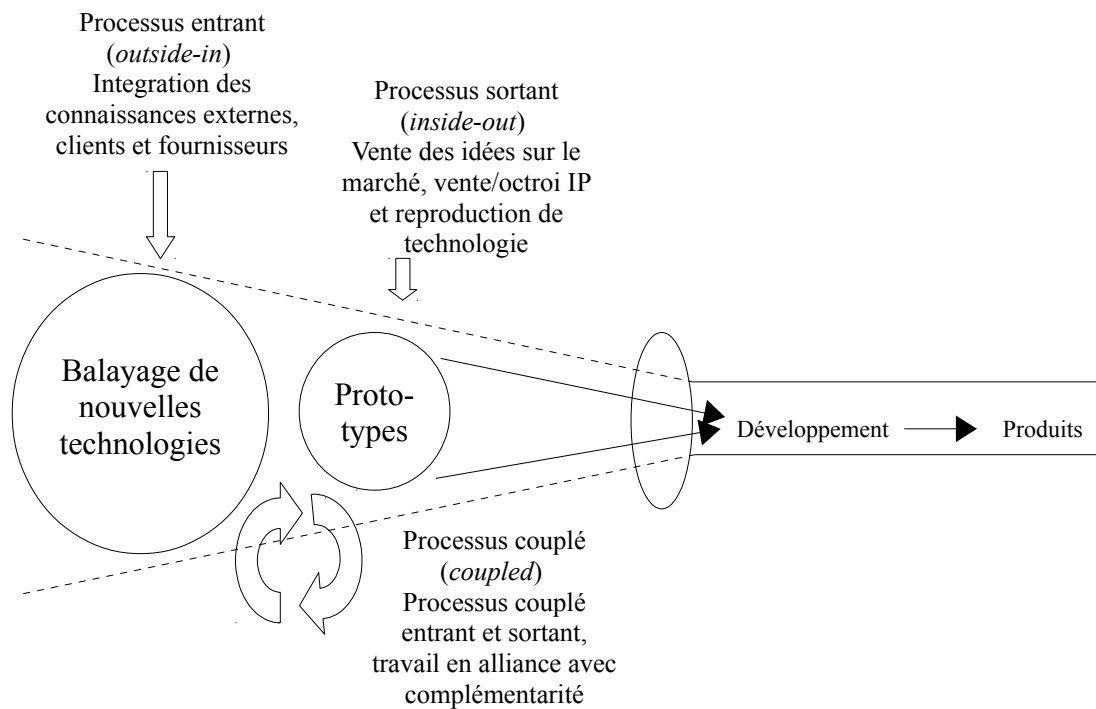 Processus entrant
(outside-in)
Integration des
connaissances externes,
clients et fournisseurs
Processus sortant
(inside-out)
Vente des idées sur le
marché, vente/octroi IP
et reproduction de
technologie
Balayage de
nouvelles
technologies
Proto-
types
Développement
Produits
Processus couplé
(coupled)
Processus couplé
entrant et sortant,
travail en alliance avec
complémentarité